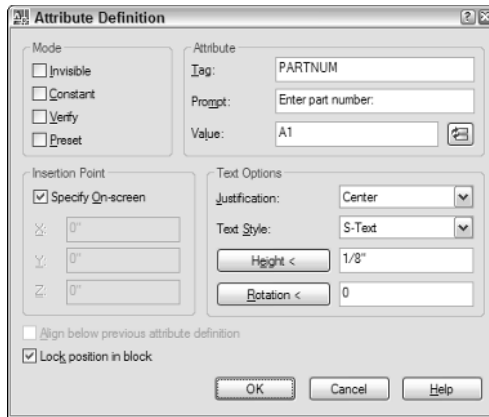 Attribute Definition
Mode
Invisible
Constant
Verify
Preset
Attribute
Tag: PARTNUM
Prompt: Enter part number:
Value: A1
Insertion Point
Specify On-screen
X: 0"
Y: 0"
Z: 0"
Text Options
Justification: Center
Text Style: S-Text
Height < 1/8"
Rotation < 0
Align below previous attribute definition
Lock position in block
OK Cancel Help